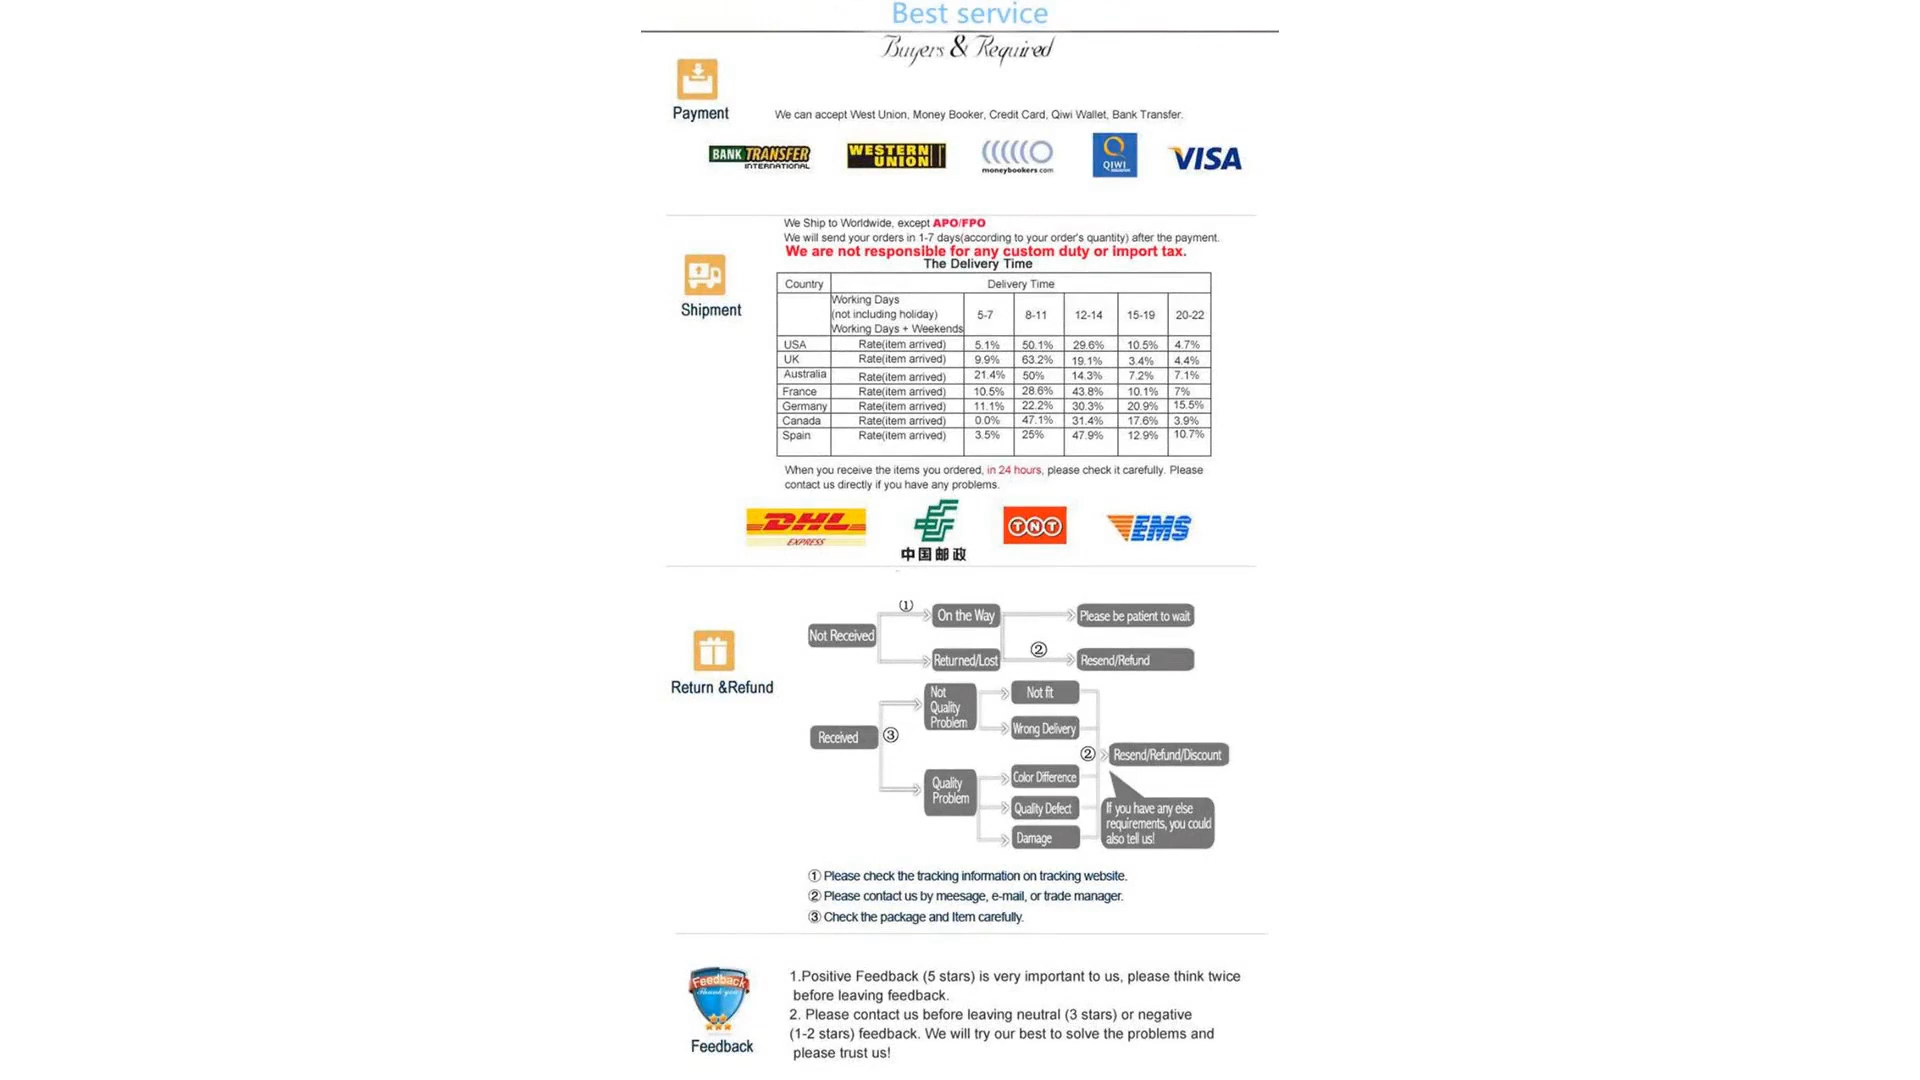 Best service
Buyers & Required
Payment
We can accept West Union, Money Booker, Credit Card, Qiwi Wallet, Bank Transfer.
BANK TRANSFER
INTERNATIONAL
WESTERN
UNION
moneybookers.com
QIWI
VISA
We Ship to Worldwide, except APO/FPO
We will send your orders in 1-7 days(according to your order's quantity) after the payment.
We are not responsible for any custom duty or import tax.
The Delivery Time
Shipment
Country Delivery Time
Working Days
(not including holiday)
Working Days + Weekends
5-7 8-11 12-14 15-19 20-22
USA Rate(item arrived) 5.1% 50.1% 29.6% 10.5% 4.7%
UK Rate(item arrived) 9.9% 63.2% 19.1% 3.4% 4.4%
Australia Rate(item arrived) 21.4% 50% 14.3% 7.2% 7.1%
France Rate(item arrived) 10.5% 28.6% 43.8% 10.1% 7%
Germany Rate(item arrived) 11.1% 22.2% 30.3% 20.9% 15.5%
Canada Rate(item arrived) 0.0% 47.1% 31.4% 17.6% 3.9%
Spain Rate(item arrived) 3.5% 25% 47.9% 12.9% 10.7%
When you receive the items you ordered, in 24 hours, please check it carefully. Please
contact us directly if you have any problems.
DHL
EXPRESS
中国邮政
TNT
EMS
Return &Refund
Not Received
①
On the Way
Please be patient to wait
Returned/Lost
②
Resend/Refund
Received
③
Not
Quality
Problem
Not fit
Wrong Delivery
Quality
Problem
Color Difference
Quality Defect
Damage
②
Resend/Refund/Discount
If you have any else
requirements, you could
also tell us!
① Please check the tracking information on tracking website.
② Please contact us by meesage, e-mail, or trade manager.
③ Check the package and Item carefully.
Feedback
Thank you
Feedback
1.Positive Feedback (5 stars) is very important to us, please think twice
before leaving feedback.
2. Please contact us before leaving neutral (3 stars) or negative
(1-2 stars) feedback. We will try our best to solve the problems and
please trust us!